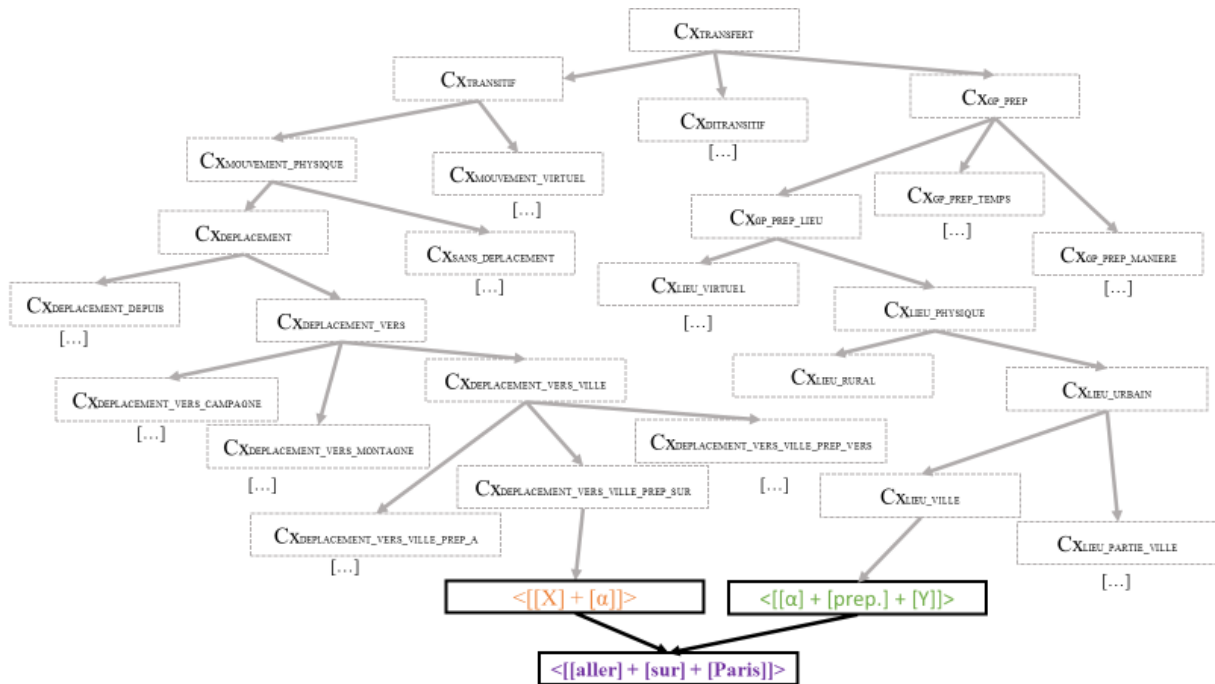 CxTRANSFERT
CxTRANSITIF
CxDITRANSITIF
[...]
CxGP_PREP
CxMOUVEMENT_PHYSIQUE
CxMOUVEMENT_VIRTUEL
[...]
CxGP_PREP_TEMPS
[...]
CxGP_PREP_LIEU
CxGP_PREP_MANIERE
[...]
CxDEPLACEMENT
CxSANS_DEPLACEMENT
[...]
CxLIEU_VIRTUEL
[...]
CxDEPLACEMENT_DEPUIS
[...]
CxDEPLACEMENT_VERS
CxLIEU_PHYSIQUE
CxLIEU_RURAL
CxLIEU_URBAIN
CxDEPLACEMENT_VERS_CAMPAGNE
[...]
CxDEPLACEMENT_VERS_VILLE
CxDEPLACEMENT_VERS_MONTAGNE
[...]
CxDEPLACEMENT_VERS_VILLE_PREP_VERS
[...]
CxDEPLACEMENT_VERS_VILLE_PREP_SUR
CxLIEU_VILLE
CxDEPLACEMENT_VERS_VILLE_PREP_A
[...]
CxLIEU_PARTIE_VILLE
[...]
<[[X] + [α]]>
<[[α] + [prep.] + [Y]]>
<[[aller] + [sur] + [Paris]]>